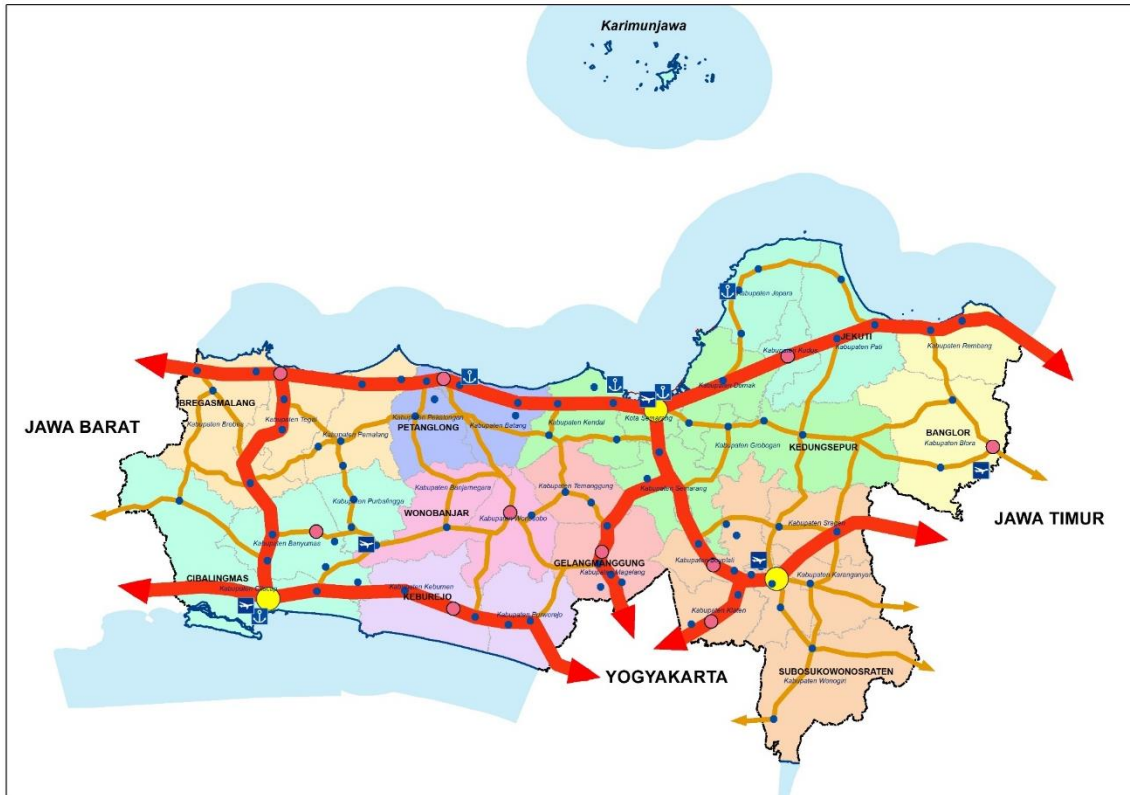 Karimunjawa
Kabupaten Jepara
JEKUTI
Kabupaten Kudus
Kabupaten Pati
Kabupaten Rembang
Kabupaten Demak
BREGASMALANG
Kabupaten Brebes
Kabupaten Tegal
Kabupaten Pemalang
Kabupaten Pekalongan
PETANGLONG
Kabupaten Batang
Kabupaten Kendal
Kota Semarang
JAWA BARAT
Kabupaten Grobogan
KEDUNGSEPUR
BANGLOR
Kabupaten Blora
Kabupaten Purbalingga
Kabupaten Banjarnegara
Kabupaten Temanggung
Kabupaten Semarang
WONOBANJAR
Kabupaten Wonosobo
JAWA TIMUR
Kabupaten Sragen
Kabupaten Banyumas
GELANGMANGGUNG
Kabupaten Magelang
Kabupaten Boyolali
Kabupaten Karanganyar
CIBALINGMAS
Kabupaten Cilacap
Kabupaten Kebumen
KEBUREJO
Kabupaten Purworejo
Kabupaten Klaten
YOGYAKARTA
SUBOSUKOWONOSRATEN
Kabupaten Wonogiri